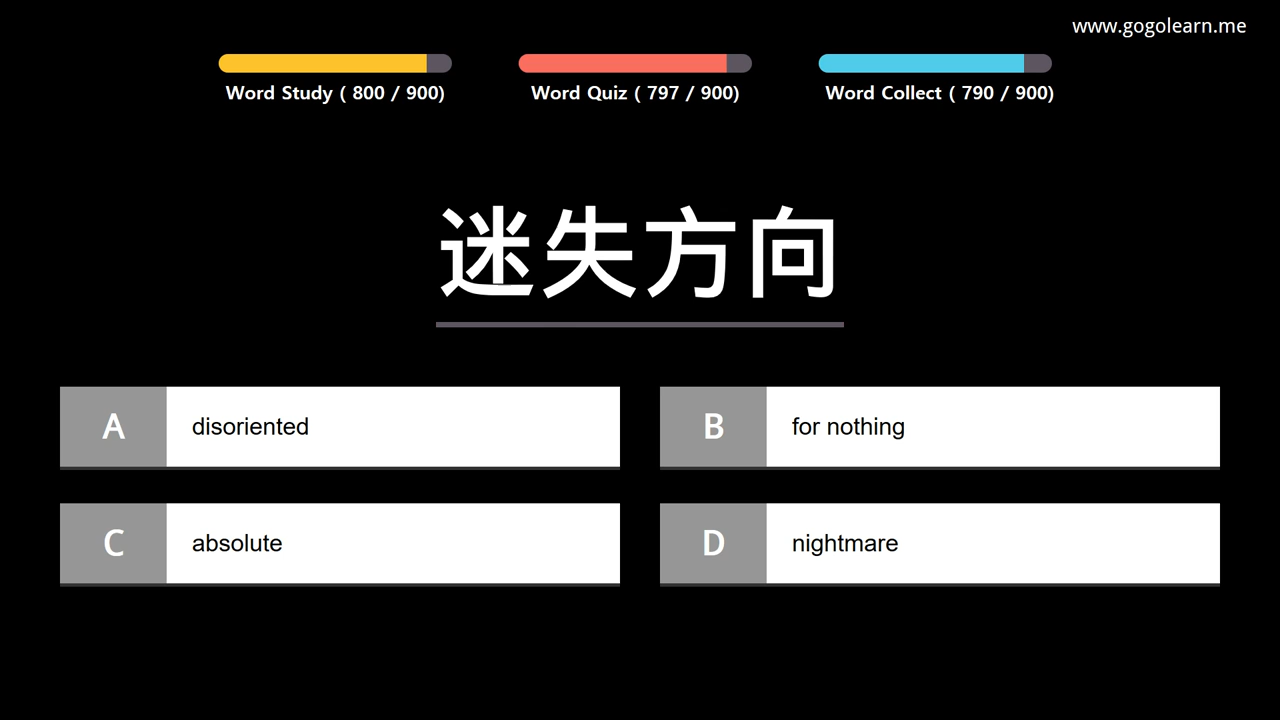 www.gogolearn.me
Word Study ( 800 / 900)
Word Quiz ( 797 / 900)
Word Collect ( 790 / 900)
迷失方向
A disoriented
B for nothing
C absolute
D nightmare